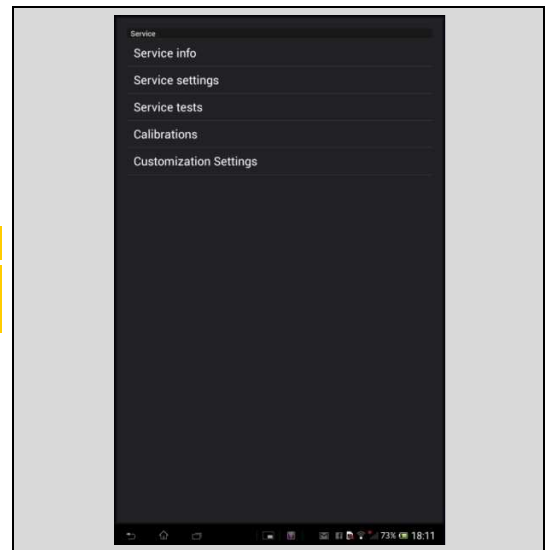 Service
Service info
Service settings
Service tests
Calibrations
Customization Settings
73% 18:11